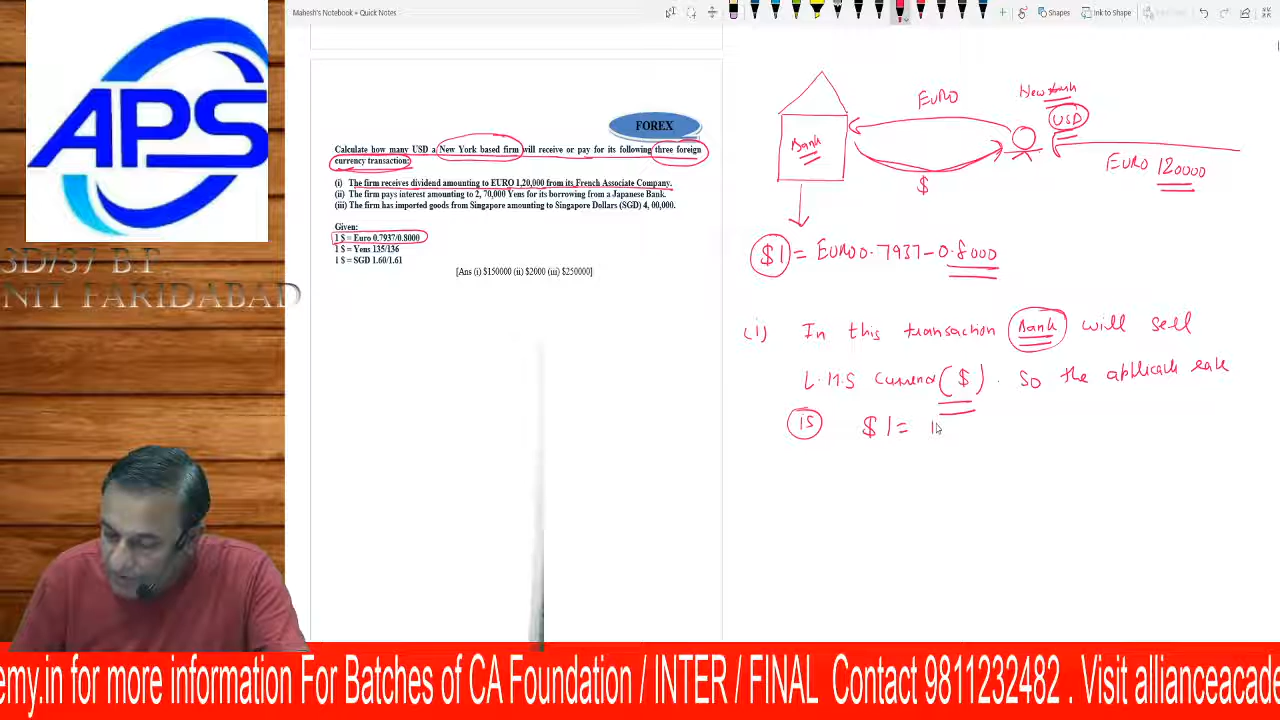 Mahesh's Notebook + Quick Notes
Shapes
Ink to Shape
APS
3D/37 B.P.
NIT FARIDABAD
FOREX
Calculate how many USD a New York based firm will receive or pay for its following three foreign
currency transaction:
(i) The firm receives dividend amounting to EURO 1,20,000 from its French Associate Company.
(ii) The firm pays interest amounting to 2, 70,000 Yens for its borrowing from a Japanese Bank.
(iii) The firm has imported goods from Singapore amounting to Singapore Dollars (SGD) 4, 00,000.
Given:
1 $ = Euro 0.7937/0.8000
1 $ = Yens 135/136
1 $ = SGD 1.60/1.61
[Ans (i) $150000 (ii) $2000 (iii) $250000]
EURO
New
USD
Bank
EURO 120000
$
$1 = EURO 0.7937-0.8000
(i) In this transaction Bank will sell
L.H.S currency ($). So the
is $1=
emy.in for more information For Batches of CA Foundation / INTER / FINAL Contact 9811232482 . Visit allianceacade